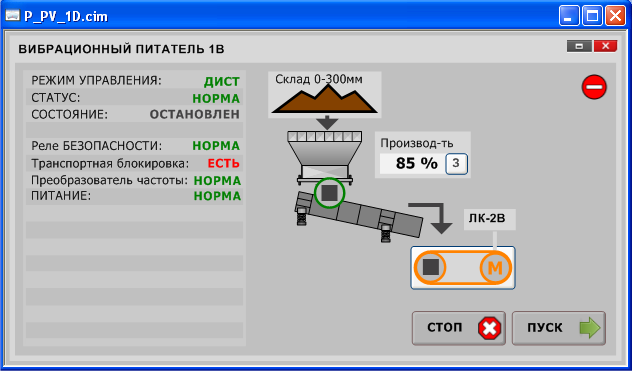 P_PV_1D.cim
ВИБРАЦИОННЫЙ ПИТАТЕЛЬ 1В
РЕЖИМ УПРАВЛЕНИЯ: ДИСТ
СТАТУС: НОРМА
СОСТОЯНИЕ: ОСТАНОВЛЕН
Реле БЕЗОПАСНОСТИ: НОРМА
Транспортная блокировка: ЕСТЬ
Преобразователь частоты: НОРМА
ПИТАНИЕ: НОРМА
Склад 0-300мм
Производ-ть
85 % З
ЛК-2В
М
СТОП
ПУСК